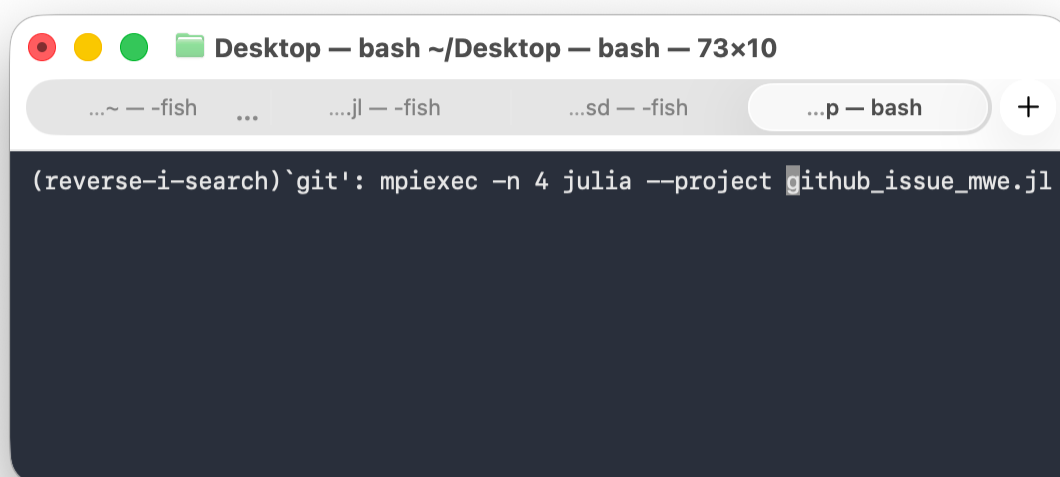 Desktop — bash ~/Desktop — bash — 73×10
...~ — -fish ... ....jl — -fish ...sd — -fish ...p — bash +
(reverse-i-search)`git': mpiexec -n 4 julia --project github_issue_mwe.jl